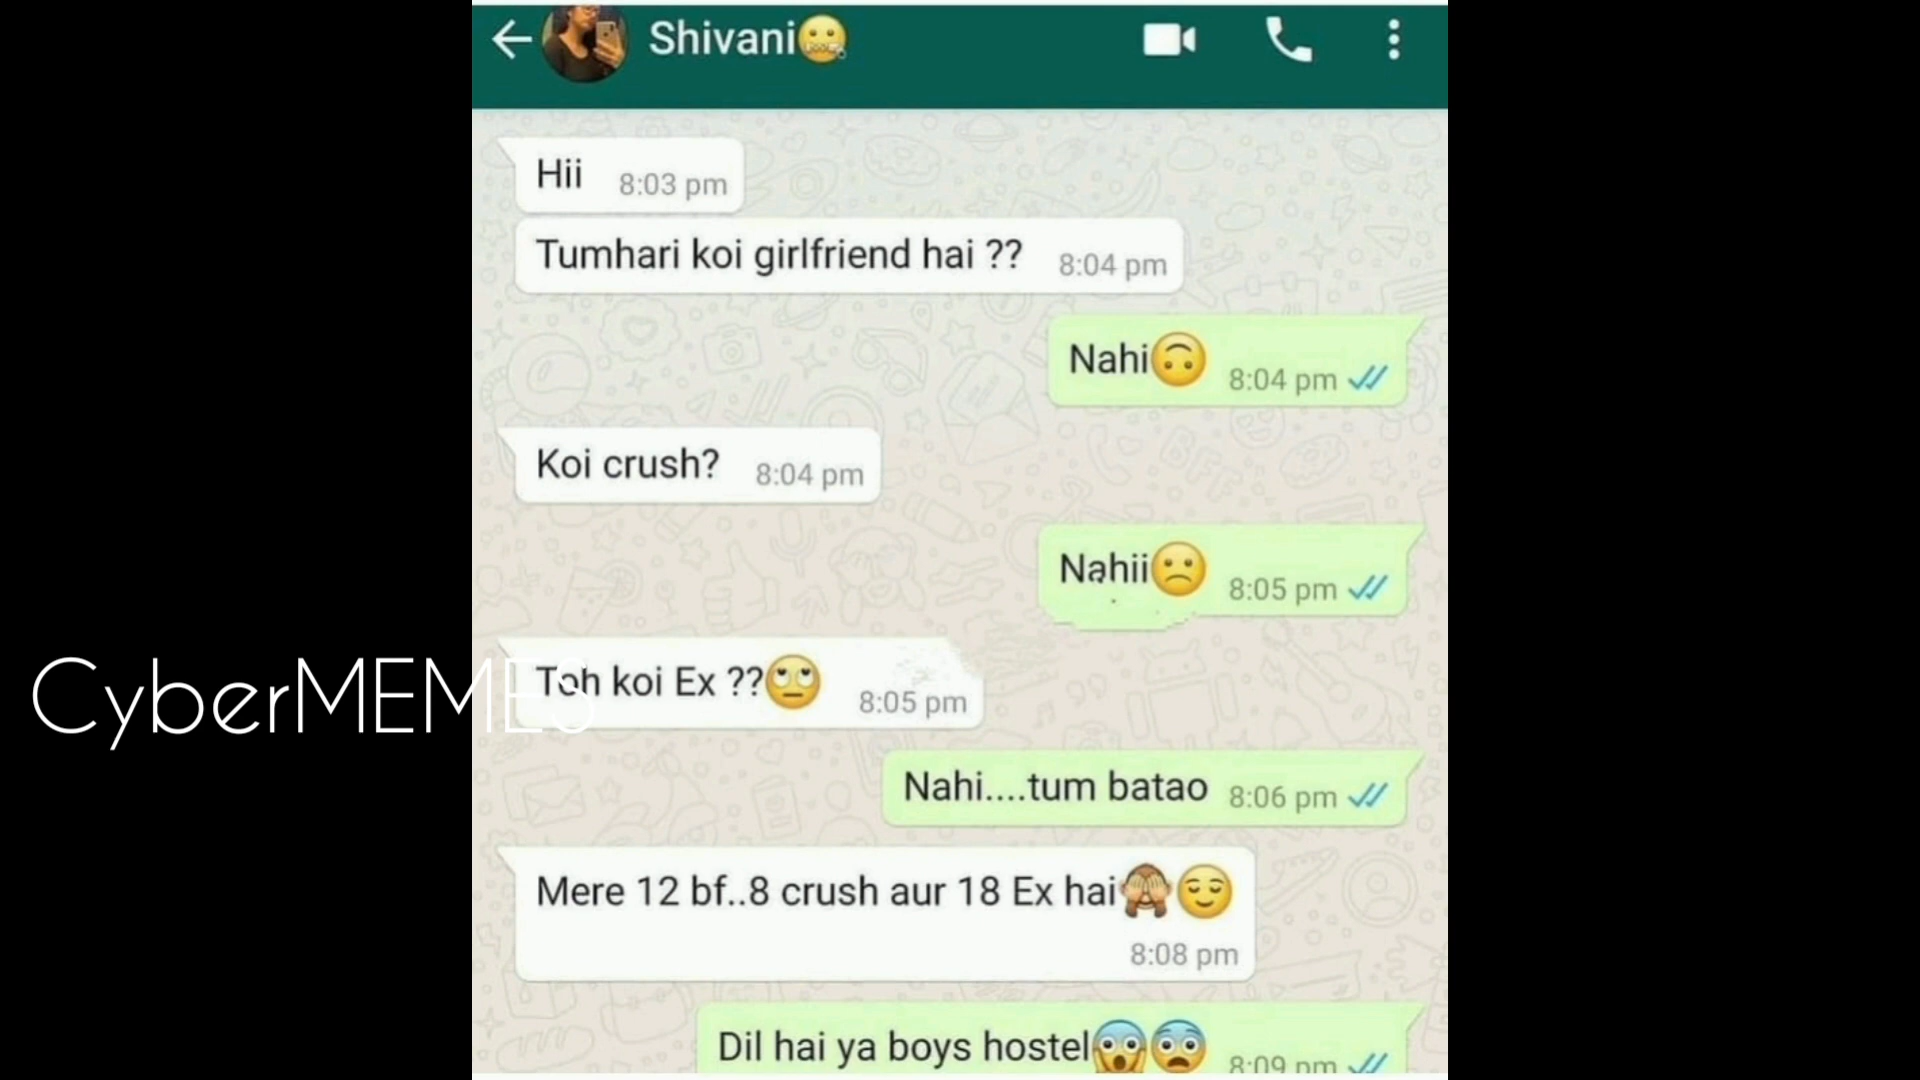 Shivani🤐
Hii 8:03 pm
Tumhari koi girlfriend hai ?? 8:04 pm
Nahi🙃 8:04 pm
Koi crush? 8:04 pm
Nahii🙁 8:05 pm
CyberMEMES
Toh koi Ex ??🙄 8:05 pm
Nahi....tum batao 8:06 pm
Mere 12 bf..8 crush aur 18 Ex hai🙈😌
8:08 pm
Dil hai ya boys hostel😱😨 8:09 pm